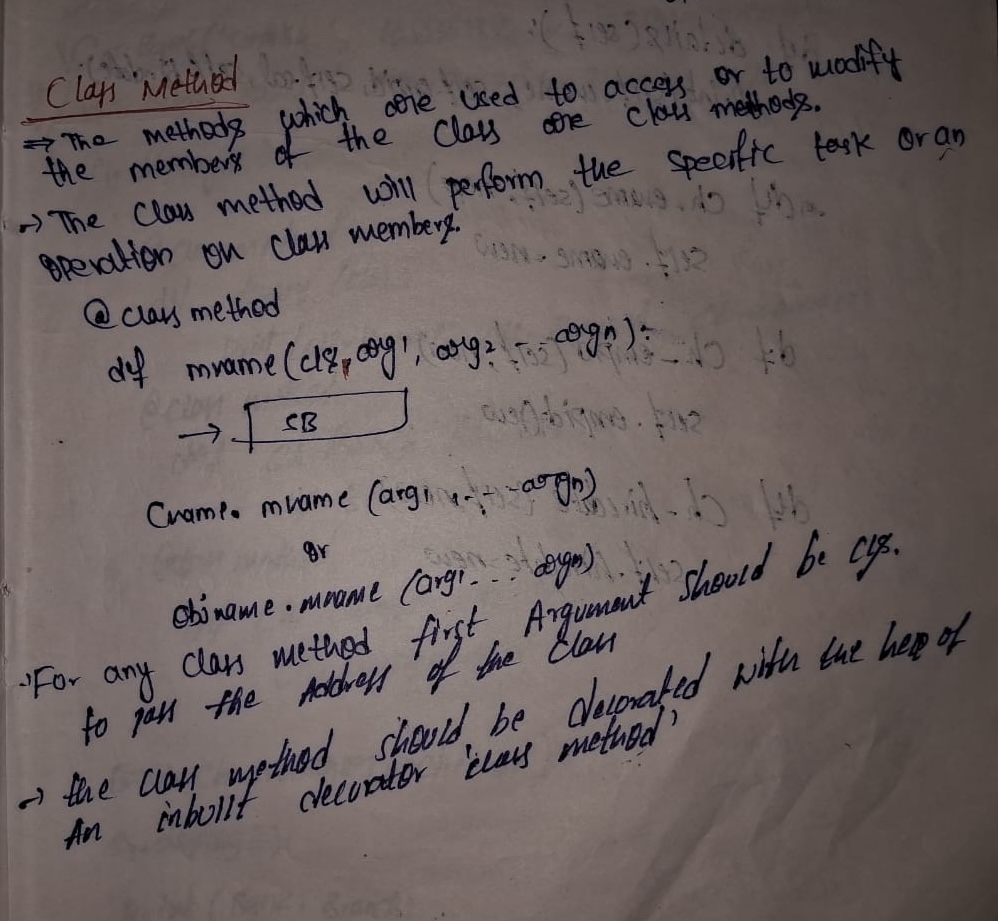 Class Method
⇒ The methods which are used to access or to modify
the members of the class are class methods.
→ The class method will perform the specific task or an
operation on class members.
@ class method
def mname (cls, arg1, arg2 - - argn):-
→ SB
Cname. mname (arg1, - - - argn)
or
Objname. mname (arg1. - . . argn)
→ For any class method first Argument should be cls.
to pass the Address of the class
→ the class method should be decorated with the help of
An inbuilt decorator 'class method'